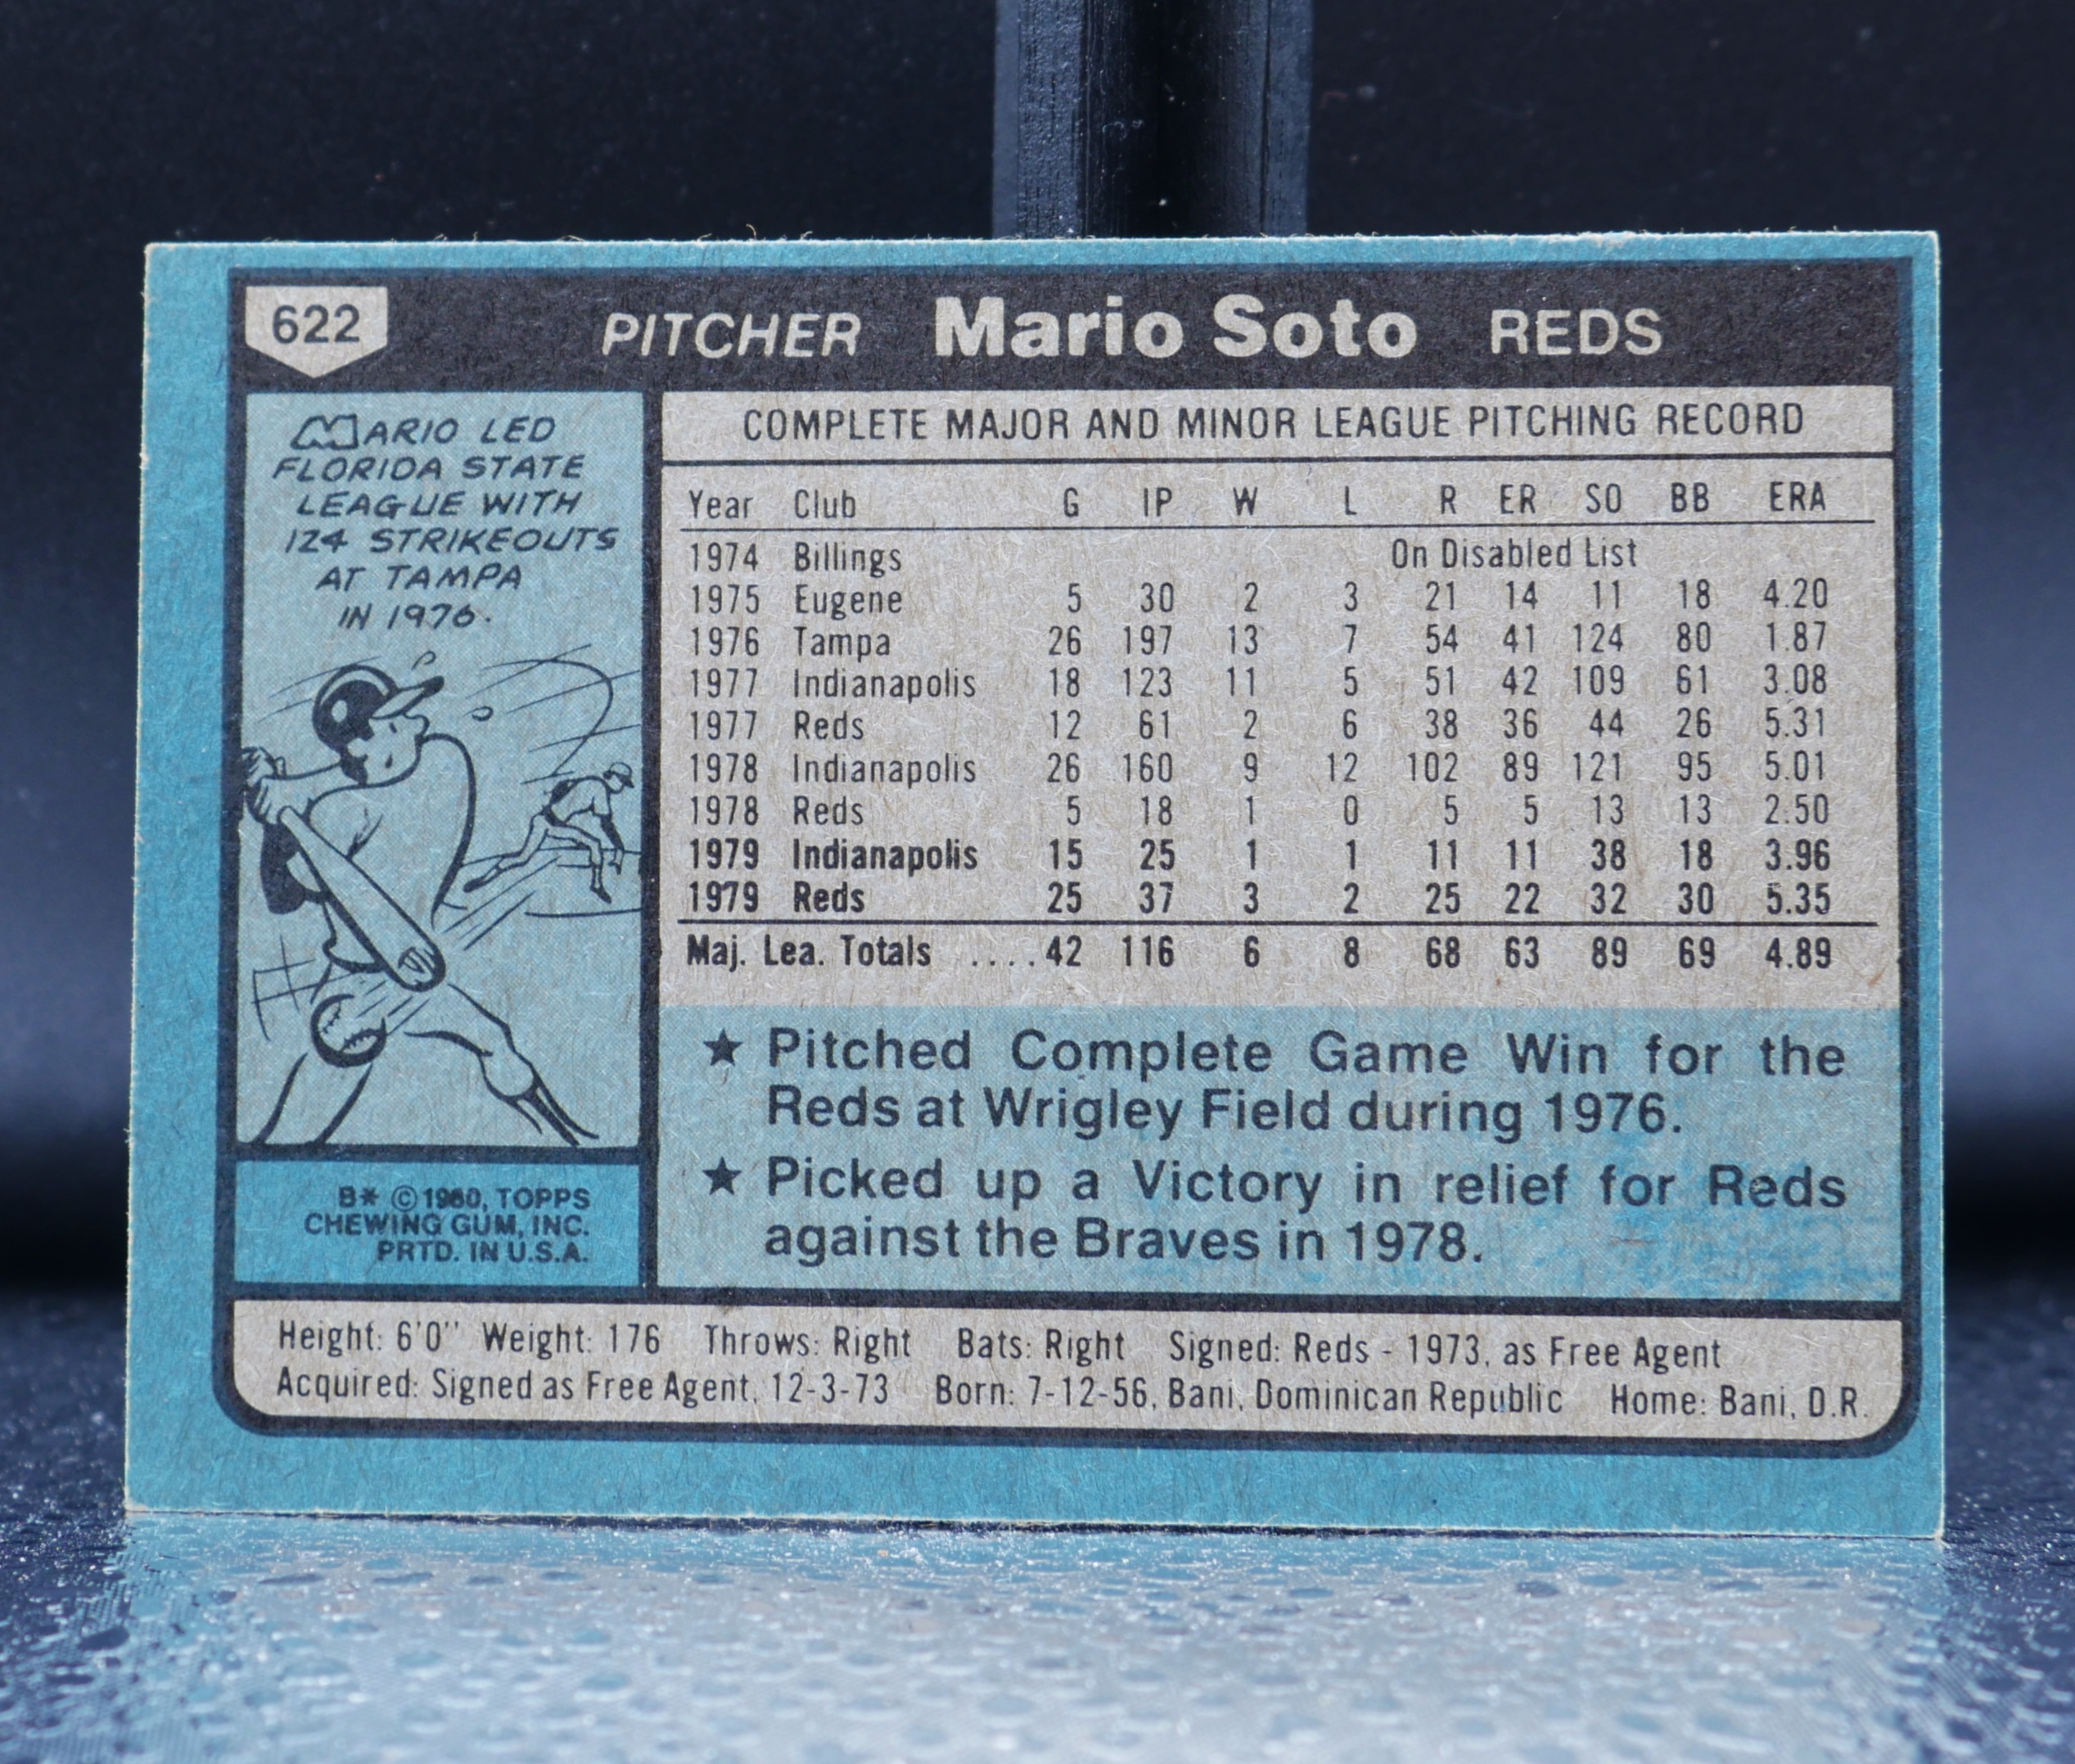 622 PITCHER Mario Soto REDS
MARIO LED
FLORIDA STATE
LEAGUE WITH
124 STRIKEOUTS
AT TAMPA
IN 1976.
B* © 1980, TOPPS
CHEWING GUM, INC.
PRTD. IN U.S.A.
COMPLETE MAJOR AND MINOR LEAGUE PITCHING RECORD
Year Club G IP W L R ER SO BB ERA
1974 Billings On Disabled List
1975 Eugene 5 30 2 3 21 14 11 18 4.20
1976 Tampa 26 197 13 7 54 41 124 80 1.87
1977 Indianapolis 18 123 11 5 51 42 109 61 3.08
1977 Reds 12 61 2 6 38 36 44 26 5.31
1978 Indianapolis 26 160 9 12 102 89 121 95 5.01
1978 Reds 5 18 1 0 5 5 13 13 2.50
1979 Indianapolis 15 25 1 1 11 11 38 18 3.96
1979 Reds 25 37 3 2 25 22 32 30 5.35
Maj. Lea. Totals ....42 116 6 8 68 63 89 69 4.89
★ Pitched Complete Game Win for the
Reds at Wrigley Field during 1976.
★ Picked up a Victory in relief for Reds
against the Braves in 1978.
Height: 6'0" Weight: 176 Throws: Right Bats: Right Signed: Reds - 1973, as Free Agent
Acquired: Signed as Free Agent, 12-3-73 Born: 7-12-56, Bani, Dominican Republic Home: Bani, D.R.